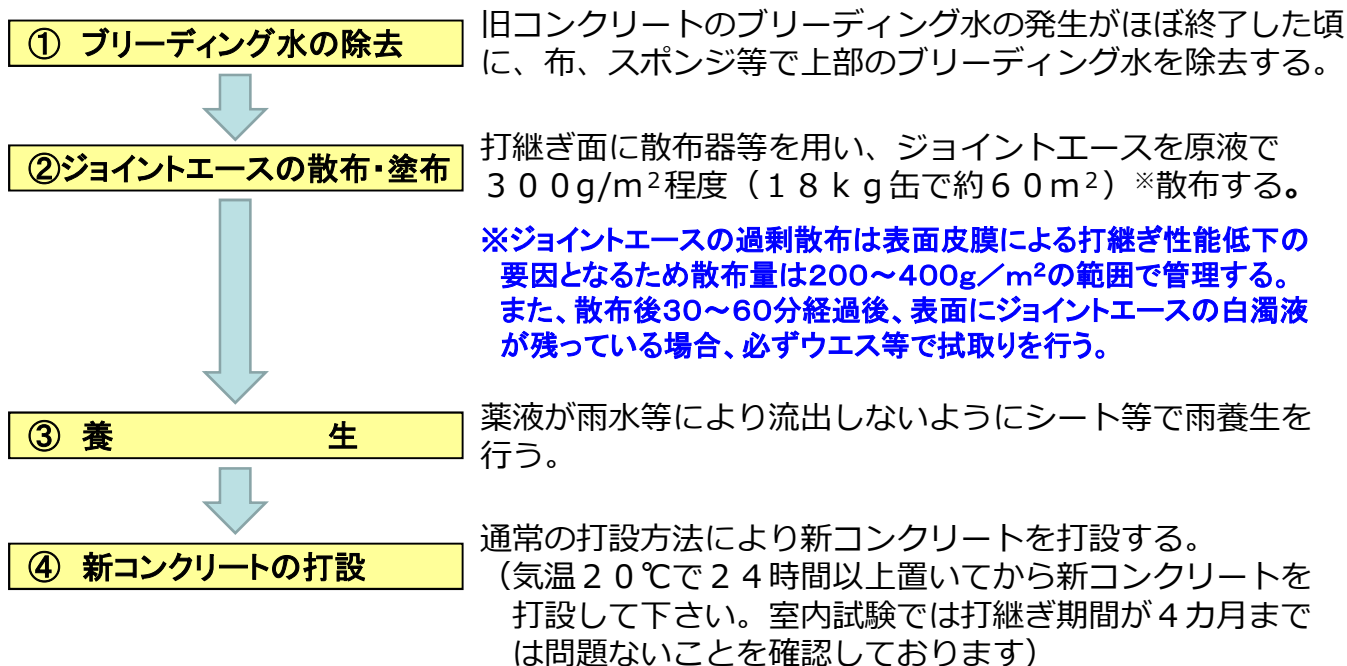 ① ブリーディング水の除去
旧コンクリートのブリーディング水の発生がほぼ終了した頃
に、布、スポンジ等で上部のブリーディング水を除去する。
②ジョイントエースの散布・塗布
打継ぎ面に散布器等を用い、ジョイントエースを原液で
３００g/m²程度（１８ｋｇ缶で約６０m²）※散布する。
※ジョイントエースの過剰散布は表面皮膜による打継ぎ性能低下の
要因となるため散布量は200～400g／m²の範囲で管理する。
また、散布後30～60分経過後、表面にジョイントエースの白濁液
が残っている場合、必ずウエス等で拭取りを行う。
③ 養　　　　　　　生
薬液が雨水等により流出しないようにシート等で雨養生を
行う。
④ 新コンクリートの打設
通常の打設方法により新コンクリートを打設する。
（気温２０℃で２４時間以上置いてから新コンクリートを
打設して下さい。室内試験では打継ぎ期間が４カ月まで
は問題ないことを確認しております）